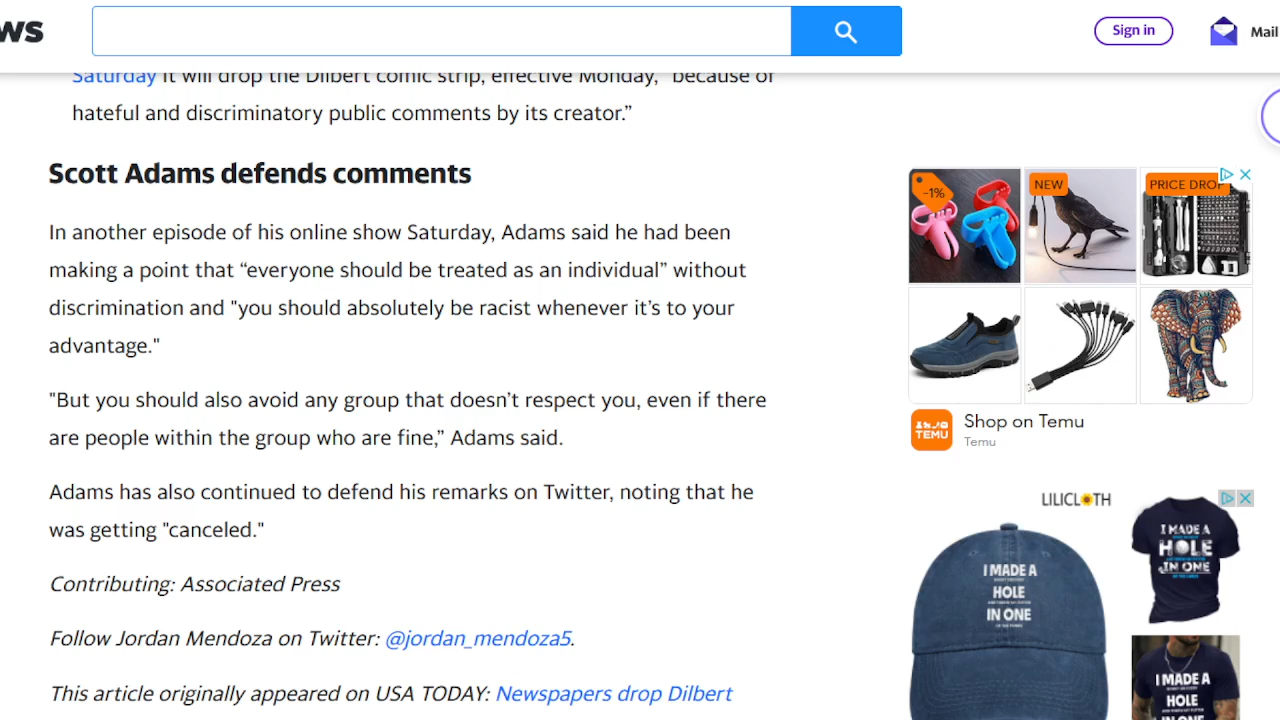 ws
Sign in
Mail
Saturday it will drop the Dilbert comic strip, effective Monday, "because of
hateful and discriminatory public comments by its creator.”
Scott Adams defends comments
In another episode of his online show Saturday, Adams said he had been
making a point that “everyone should be treated as an individual” without
discrimination and "you should absolutely be racist whenever it’s to your
advantage."
"But you should also avoid any group that doesn’t respect you, even if there
are people within the group who are fine,” Adams said.
Adams has also continued to defend his remarks on Twitter, noting that he
was getting "canceled."
Contributing: Associated Press
Follow Jordan Mendoza on Twitter: @jordan_mendoza5.
This article originally appeared on USA TODAY: Newspapers drop Dilbert
-1%
NEW
PRICE DROP
TEMU
Shop on Temu
Temu
LILICLOTH
I MADE A
HOLE
IN ONE
I MADE A
HOLE
IN ONE
I MADE A
HOLE
IN ONE